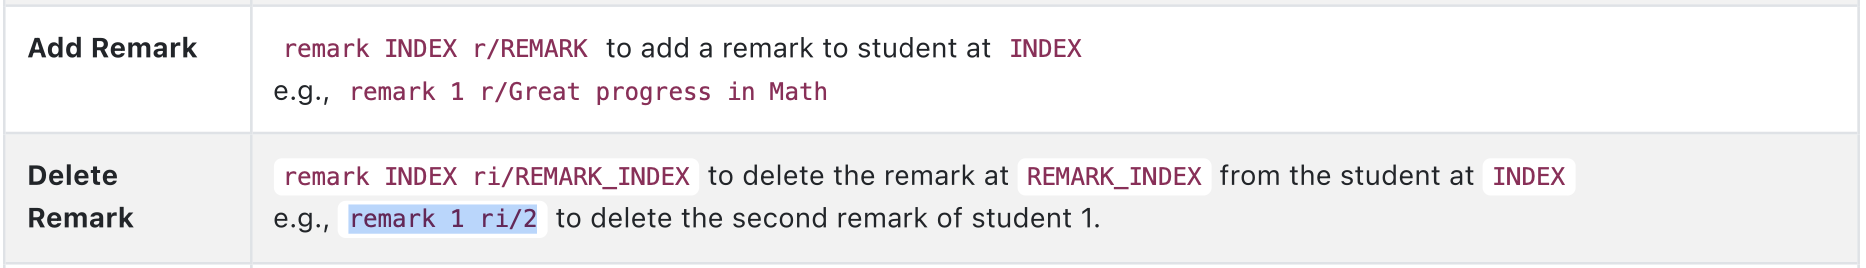 Add Remark
remark INDEX r/REMARK to add a remark to student at INDEX
e.g., remark 1 r/Great progress in Math
Delete
Remark
remark INDEX ri/REMARK_INDEX to delete the remark at REMARK_INDEX from the student at INDEX
e.g., remark 1 ri/2 to delete the second remark of student 1.